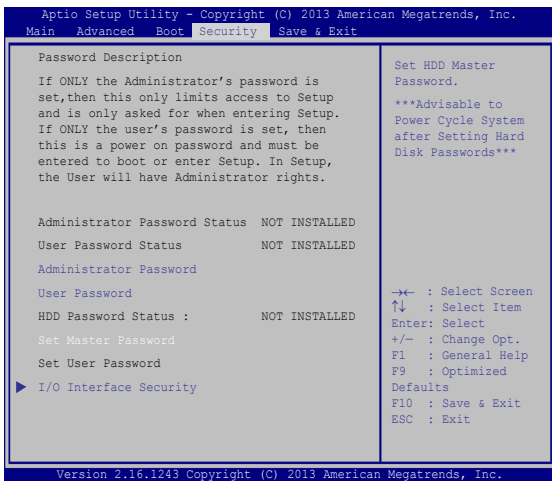 Aptio Setup Utility - Copyright (C) 2013 American Megatrends, Inc.
Main Advanced Boot Security Save & Exit
Password Description
If ONLY the Administrator's password is
set,then this only limits access to Setup
and is only asked for when entering Setup.
If ONLY the user's password is set, then
this is a power on password and must be
entered to boot or enter Setup. In Setup,
the User will have Administrator rights.
Administrator Password Status NOT INSTALLED
User Password Status NOT INSTALLED
Administrator Password
User Password
HDD Password Status : NOT INSTALLED
Set Master Password
Set User Password
I/O Interface Security
Set HDD Master
Password.
***Advisable to
Power Cycle System
after Setting Hard
Disk Passwords***
→← : Select Screen
↑↓ : Select Item
Enter: Select
+/— : Change Opt.
F1 : General Help
F9 : Optimized
Defaults
F10 : Save & Exit
ESC : Exit
Version 2.16.1243 Copyright (C) 2013 American Megatrends, Inc.